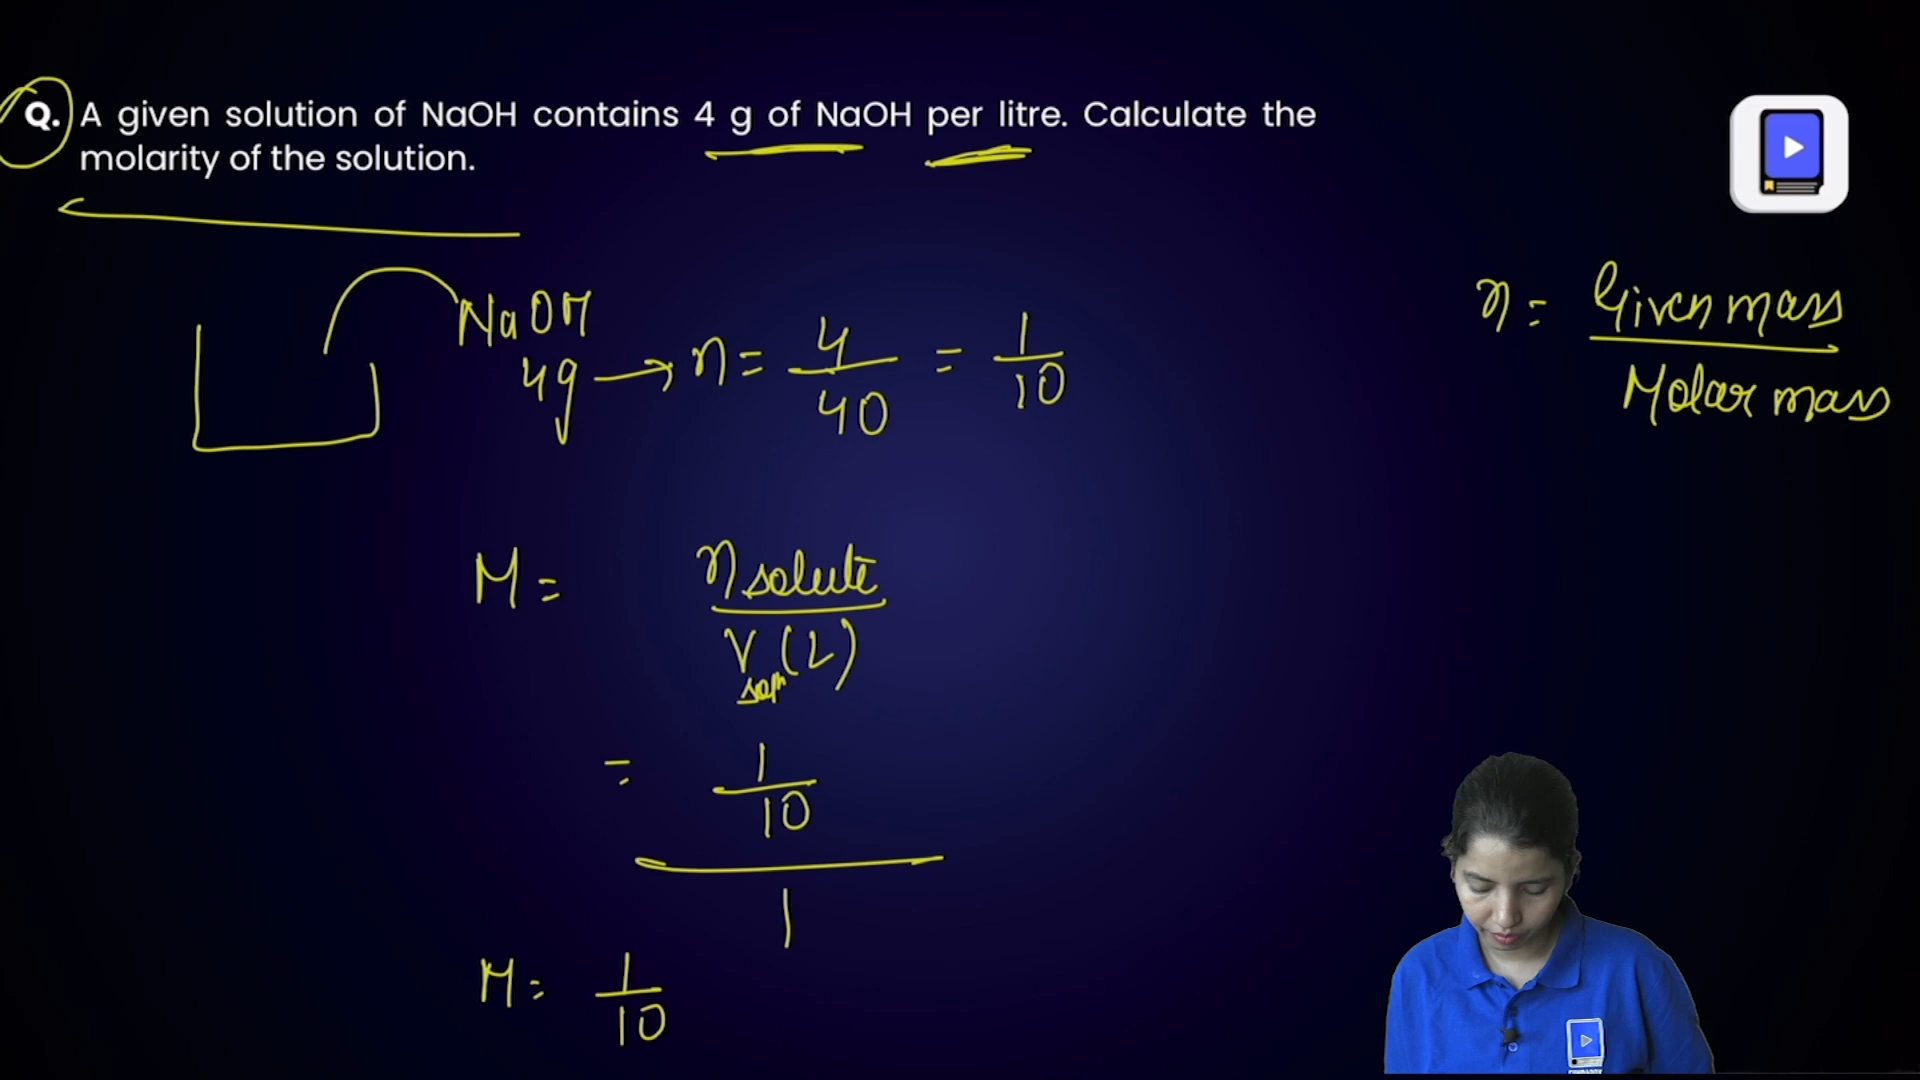 Q. A given solution of NaOH contains 4 g of NaOH per litre. Calculate the
molarity of the solution.
n = Given mass / Molar mass
NaOH
4g → n = 4/40 = 1/10
M = n solute / V soln (L)
= 1/10 / 1
M = 1/10